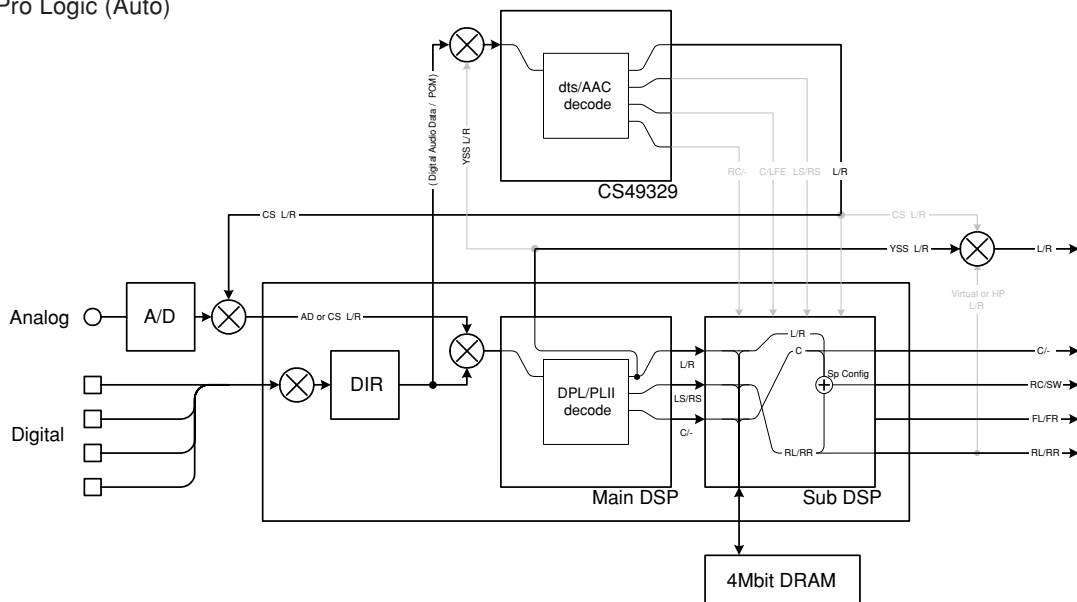 Pro Logic (Auto)
(Digital Audio Data / PCM)
YSS L/R
dts/AAC
decode
CS49329
RC/-
C/LFE
LS/RS
L/R
CS L/R
CS L/R
YSS L/R
L/R
Virtual or HP
L/R
Analog
A/D
AD or CS L/R
DIR
Digital
DPL/PLII
decode
Main DSP
L/R
LS/RS
C/-
L/R
C
Sp Config
RL/RR
Sub DSP
C/-
RC/SW
FL/FR
RL/RR
4Mbit DRAM